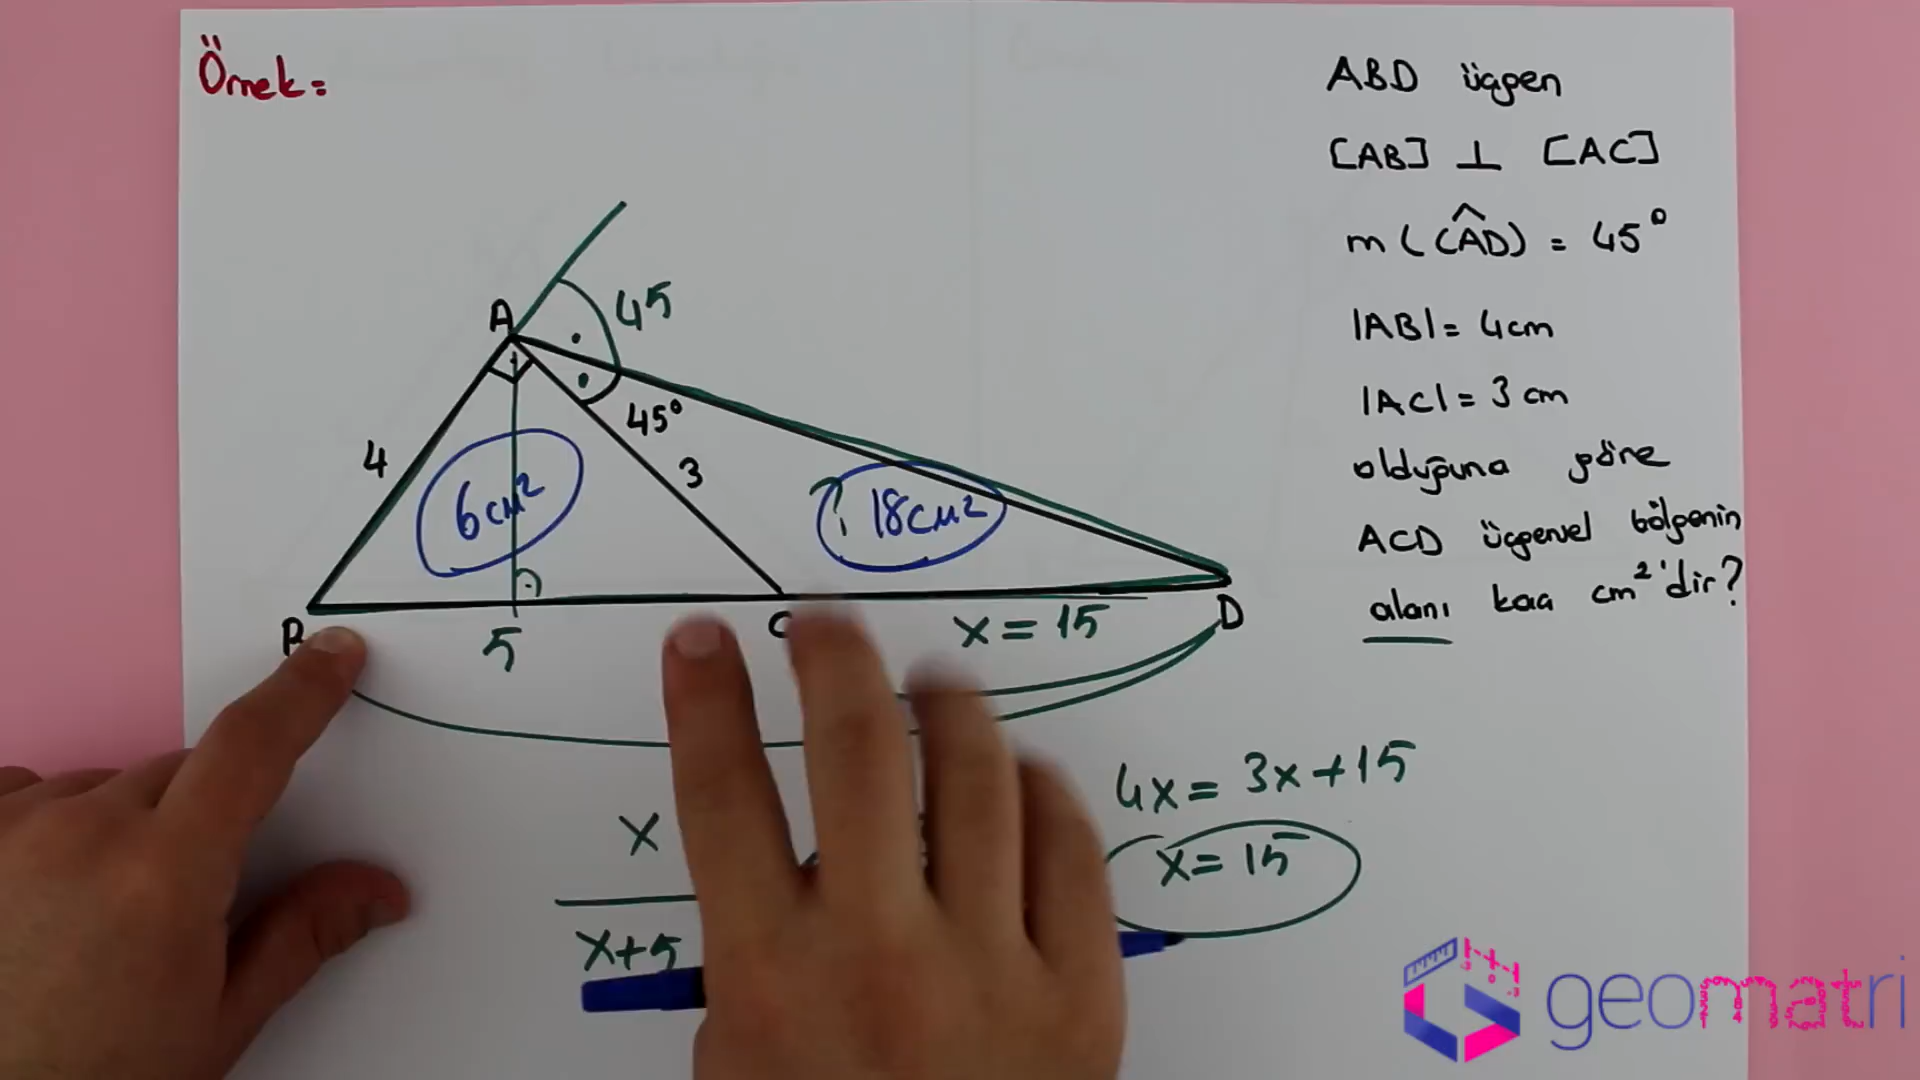 Örnek=
ABD üçgen
[AB] ⊥ [AC]
m(CÂD) = 45°
|AB|= 4cm
|AC|= 3 cm
olduğuna göre
ACD üçgensel bölgenin
alanı kaç cm²'dir?
A
45
45°
4
3
6cm²
? 18cm²
B
5
C
x = 15
D
4x = 3x+15
x
x = 15
x+5
geomatri